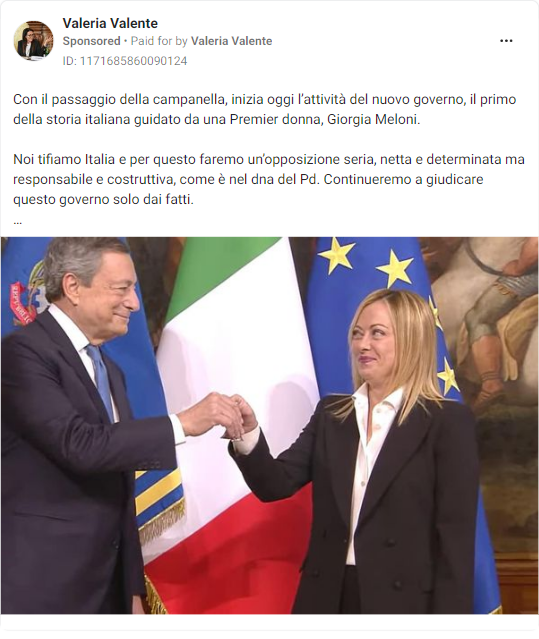 Valeria Valente
Sponsored • Paid for by Valeria Valente
ID: 1171685860090124
Con il passaggio della campanella, inizia oggi l'attività del nuovo governo, il primo
della storia italiana guidato da una Premier donna, Giorgia Meloni.
Noi tifiamo Italia e per questo faremo un'opposizione seria, netta e determinata ma
responsabile e costruttiva, come è nel dna del Pd. Continueremo a giudicare
questo governo solo dai fatti.
...